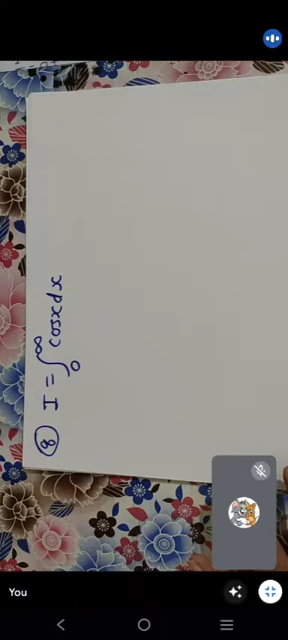 ⑧ I = ∫₀^∞ cosx dx
You